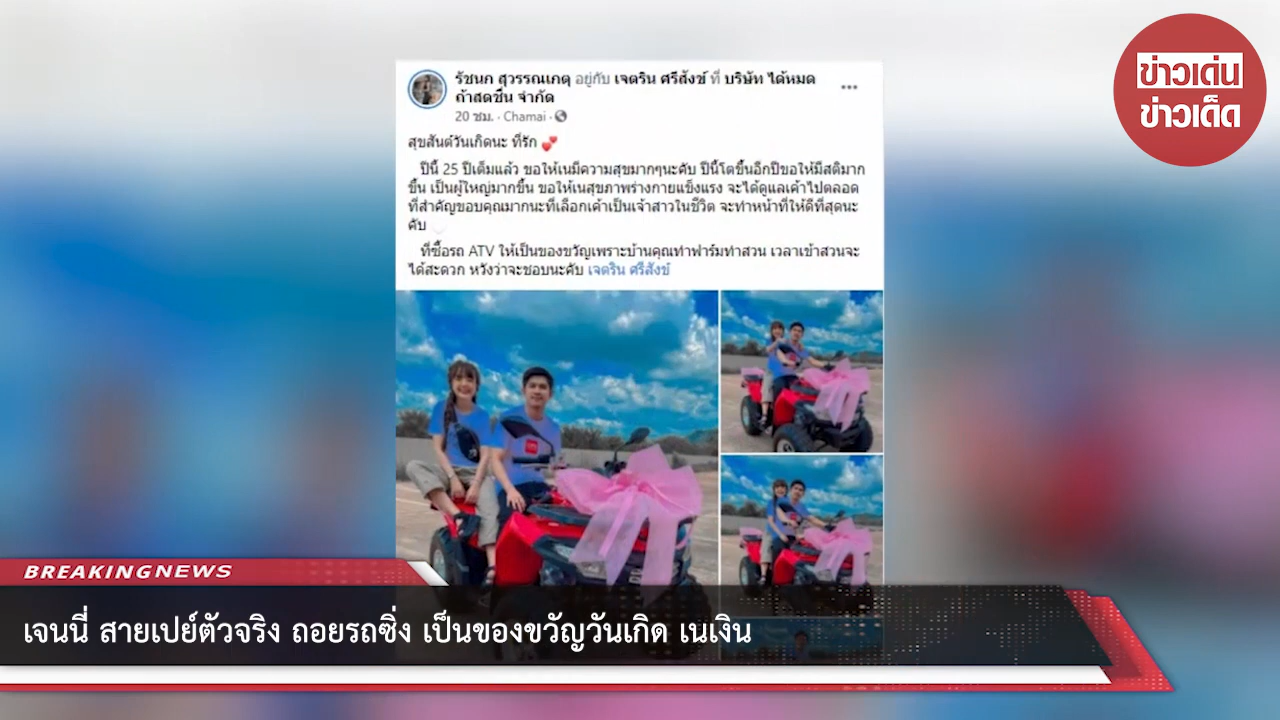 ข่าวเด่น
ข่าวเด็ด
รัชนก สุวรรณเกตุ อยู่กับ เจตริน ศรีสังข์ ที่ บริษัท ได้หมด
ถ้าสดชื่น จำกัด
20 ชม. · Chamai ·
สุขสันต์วันเกิดนะ ที่รัก 💕
ปีนี้ 25 ปีเต็มแล้ว ขอให้เนมีความสุขมากๆนะคับ ปีนี้โตขึ้นอีกปีขอให้มีสติมาก
ขึ้น เป็นผู้ใหญ่มากขึ้น ขอให้เนสุขภาพร่างกายแข็งแรง จะได้ดูแลเค้าไปตลอด
ที่สำคัญขอบคุณมากนะที่เลือกเค้าเป็นเจ้าสาวในชีวิต จะทำหน้าที่ให้ดีที่สุดนะ
คับ
ที่ซื้อรถ ATV ให้เป็นของขวัญเพราะบ้านคุณทำฟาร์มทำสวน เวลาเข้าสวนจะ
ได้สะดวก หวังว่าจะชอบนะคับ เจตริน ศรีสังข์
BREAKINGNEWS
เจนนี่ สายเปย์ตัวจริง ถอยรถซิ่ง เป็นของขวัญวันเกิด เนเงิน